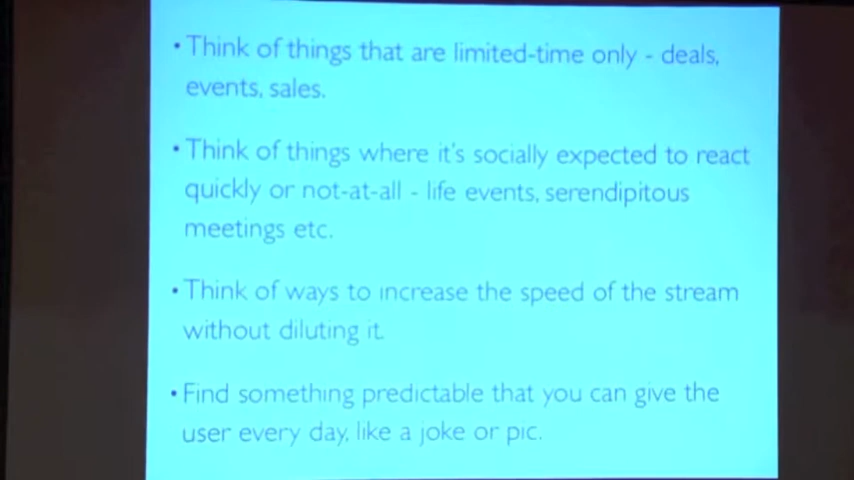 • Think of things that are limited-time only - deals,
events, sales.
• Think of things where it's socially expected to react
quickly or not-at-all - life events, serendipitous
meetings etc.
• Think of ways to increase the speed of the stream
without diluting it.
• Find something predictable that you can give the
user every day, like a joke or pic.